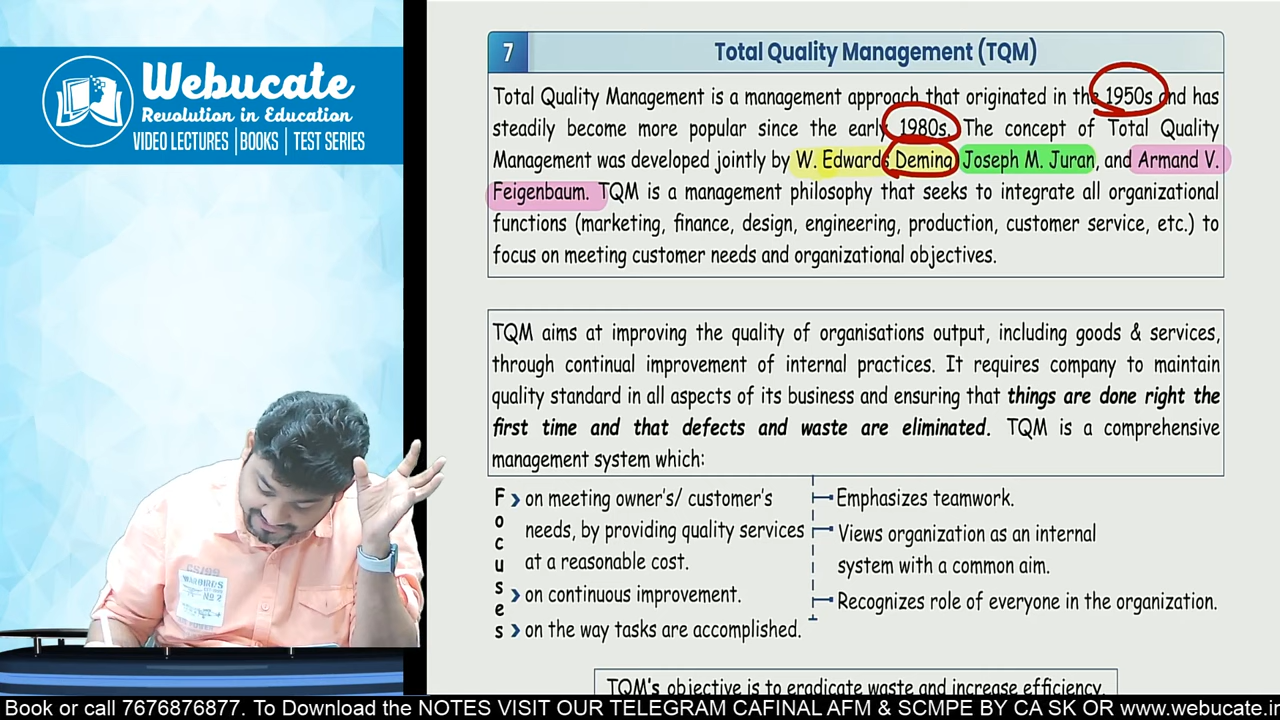 Webucate
Revolution in Education
VIDEO LECTURES | BOOKS | TEST SERIES
7 Total Quality Management (TQM)
Total Quality Management is a management approach that originated in the 1950s and has
steadily become more popular since the early 1980s. The concept of Total Quality
Management was developed jointly by W. Edwards Deming Joseph M. Juran, and Armand V.
Feigenbaum. TQM is a management philosophy that seeks to integrate all organizational
functions (marketing, finance, design, engineering, production, customer service, etc.) to
focus on meeting customer needs and organizational objectives.
TQM aims at improving the quality of organisations output, including goods & services,
through continual improvement of internal practices. It requires company to maintain
quality standard in all aspects of its business and ensuring that things are done right the
first time and that defects and waste are eliminated. TQM is a comprehensive
management system which:
Focuses
on meeting owner's/ customer's
needs, by providing quality services
at a reasonable cost.
on continuous improvement.
on the way tasks are accomplished.
Emphasizes teamwork.
Views organization as an internal
system with a common aim.
Recognizes role of everyone in the organization.
TQM's objective is to eradicate waste and increase efficiency.
Book or call 7676876877. To Download the NOTES VISIT OUR TELEGRAM CAFINAL AFM & SCMPE BY CA SK OR www.webucate.in